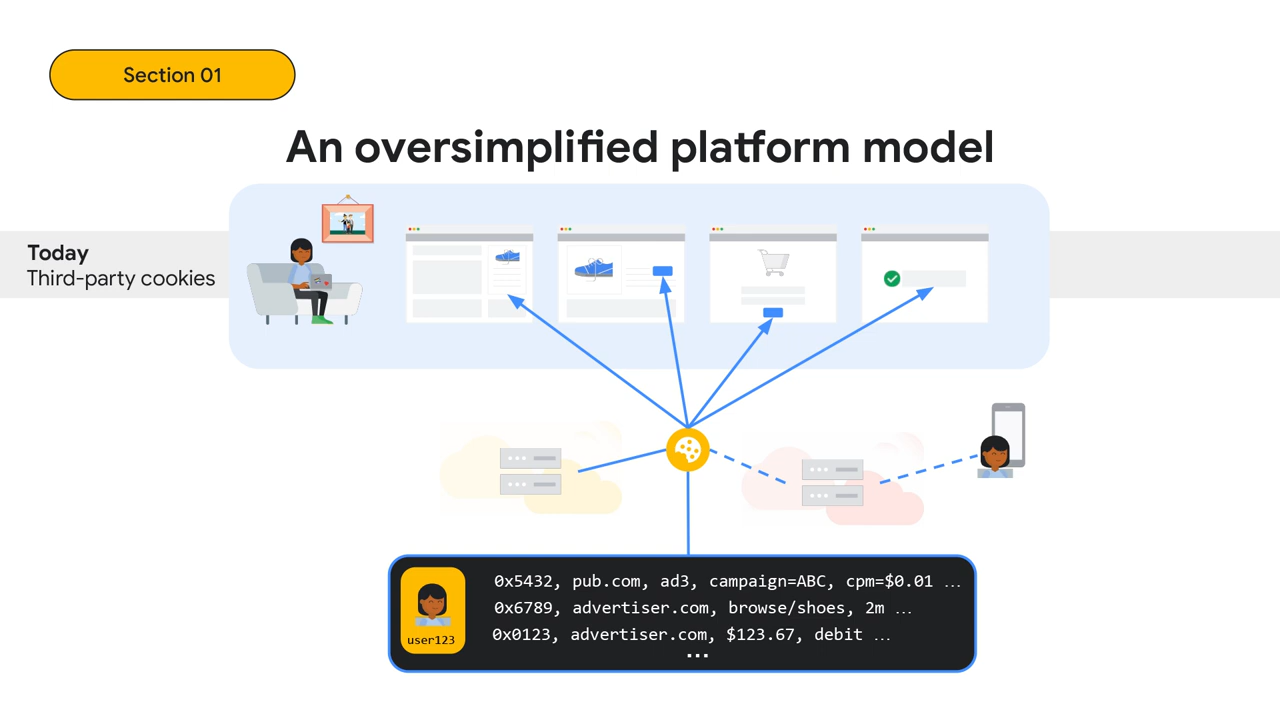 Section 01
An oversimplified platform model
Today
Third-party cookies
0x5432, pub.com, ad3, campaign=ABC, cpm=$0.01 ...
0x6789, advertiser.com, browse/shoes, 2m ...
0x0123, advertiser.com, $123.67, debit ...
user123
...